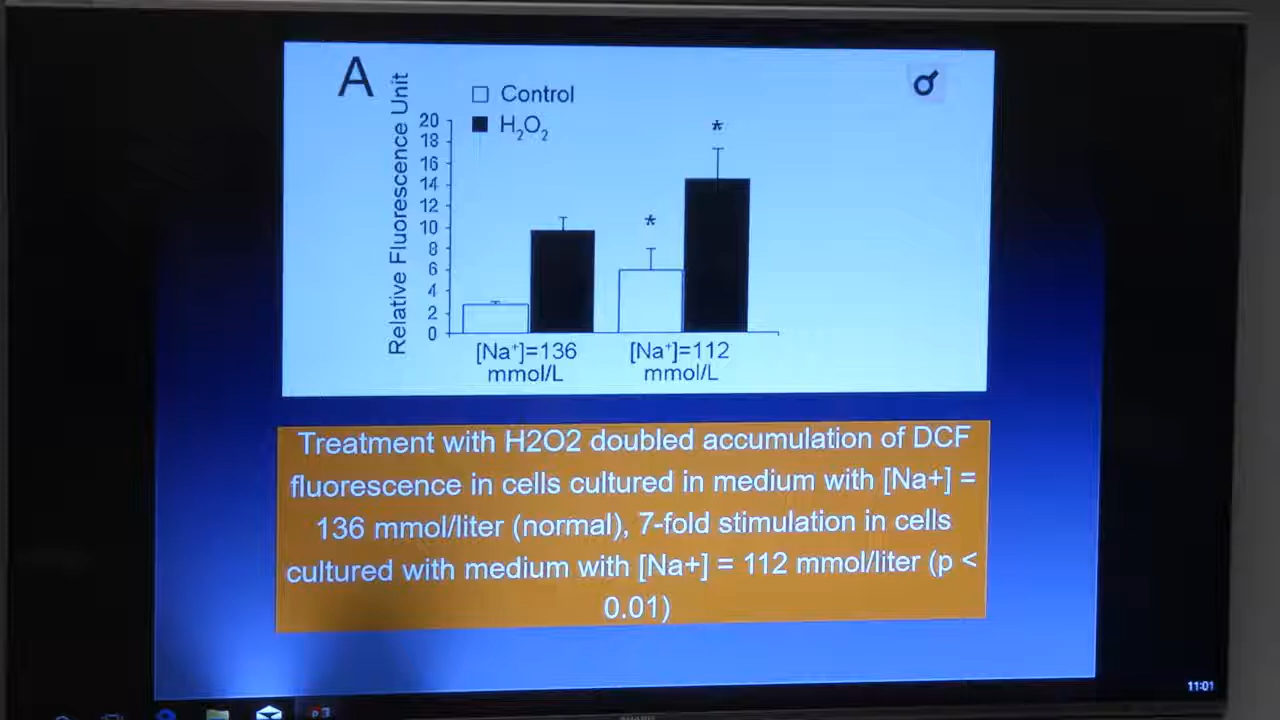 A
Relative Fluorescence Unit
Control
H₂O₂
20
18
16
14
12
10
8
6
4
2
0
*
*
[Na⁺]=136
mmol/L
[Na⁺]=112
mmol/L
Treatment with H2O2 doubled accumulation of DCF
fluorescence in cells cultured in medium with [Na+] =
136 mmol/liter (normal), 7-fold stimulation in cells
cultured with medium with [Na+] = 112 mmol/liter (p <
0.01)
11:01